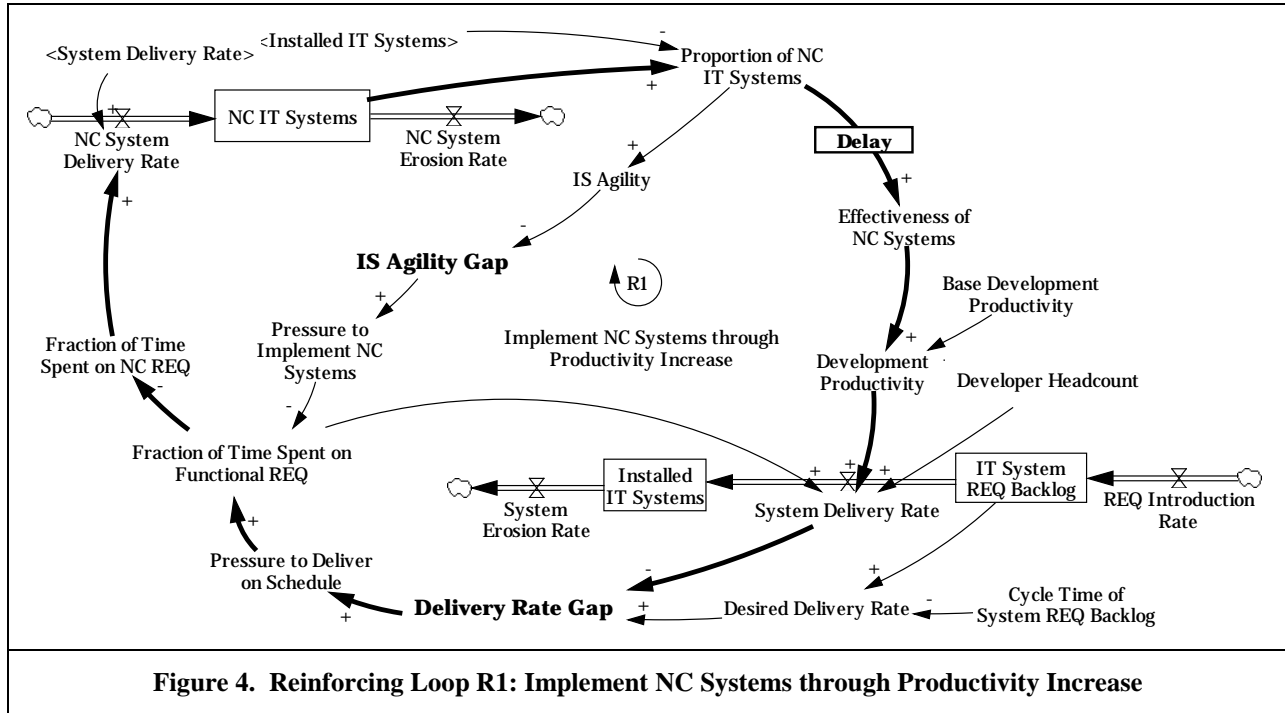 <System Delivery Rate>
<Installed IT Systems>
-
Proportion of NC
IT Systems
+
+
NC IT Systems
NC System
Delivery Rate
NC System
Erosion Rate
Delay
+
IS Agility
+
+
Effectiveness of
NC Systems
-
IS Agility Gap
R1
+
Base Development
Productivity
Pressure to
Implement NC
Systems
Implement NC Systems through
Productivity Increase
+
Fraction of Time
Spent on NC REQ
Development
Productivity
Developer Headcount
-
-
Fraction of Time Spent on
Functional REQ
Installed
IT Systems
+
+
+
IT System
REQ Backlog
System
Erosion Rate
System Delivery Rate
REQ Introduction
Rate
+
Pressure to Deliver
on Schedule
-
+
+
Delivery Rate Gap
+
Desired Delivery Rate
-
Cycle Time of
System REQ Backlog
Figure 4. Reinforcing Loop R1: Implement NC Systems through Productivity Increase